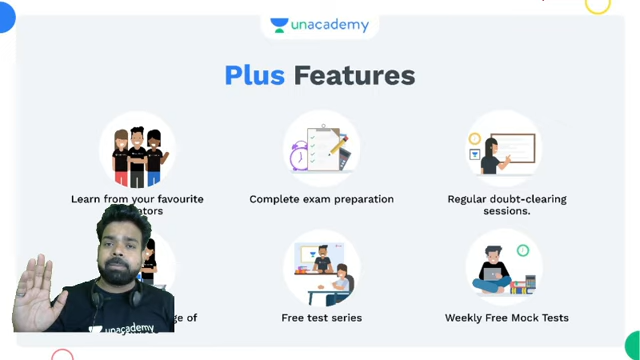 unacademy
Plus Features
Learn from your favourite
Complete exam preparation
Regular doubt-clearing
sessions.
of
Free test series
Weekly Free Mock Tests
unacademy